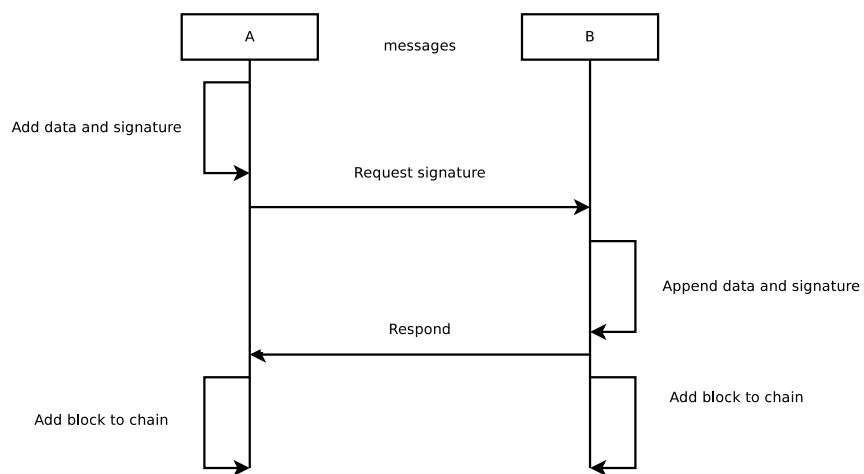 A
messages
B
Add data and signature
Request signature
Append data and signature
Respond
Add block to chain
Add block to chain